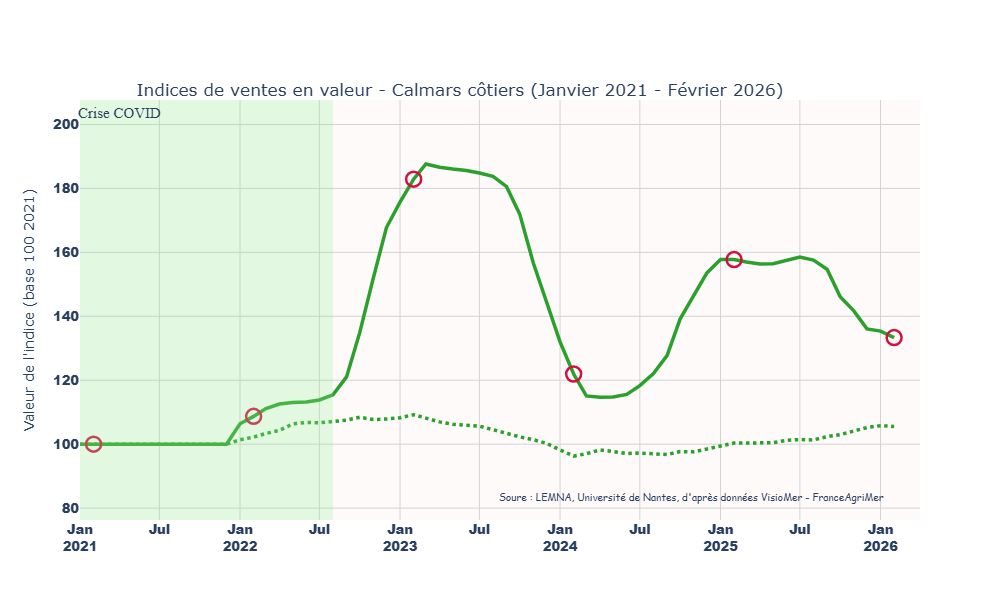 Indices de ventes en valeur - Calmars côtiers (Janvier 2021 - Février 2026)
Crise COVID
Valeur de l'indice (base 100 2021)
200
180
160
140
120
100
80
Soure : LEMNA, Université de Nantes, d'après données VisioMer - FranceAgriMer
Jan Jul Jan Jul Jan Jul Jan Jul Jan Jul Jan
2021 2022 2023 2024 2025 2026